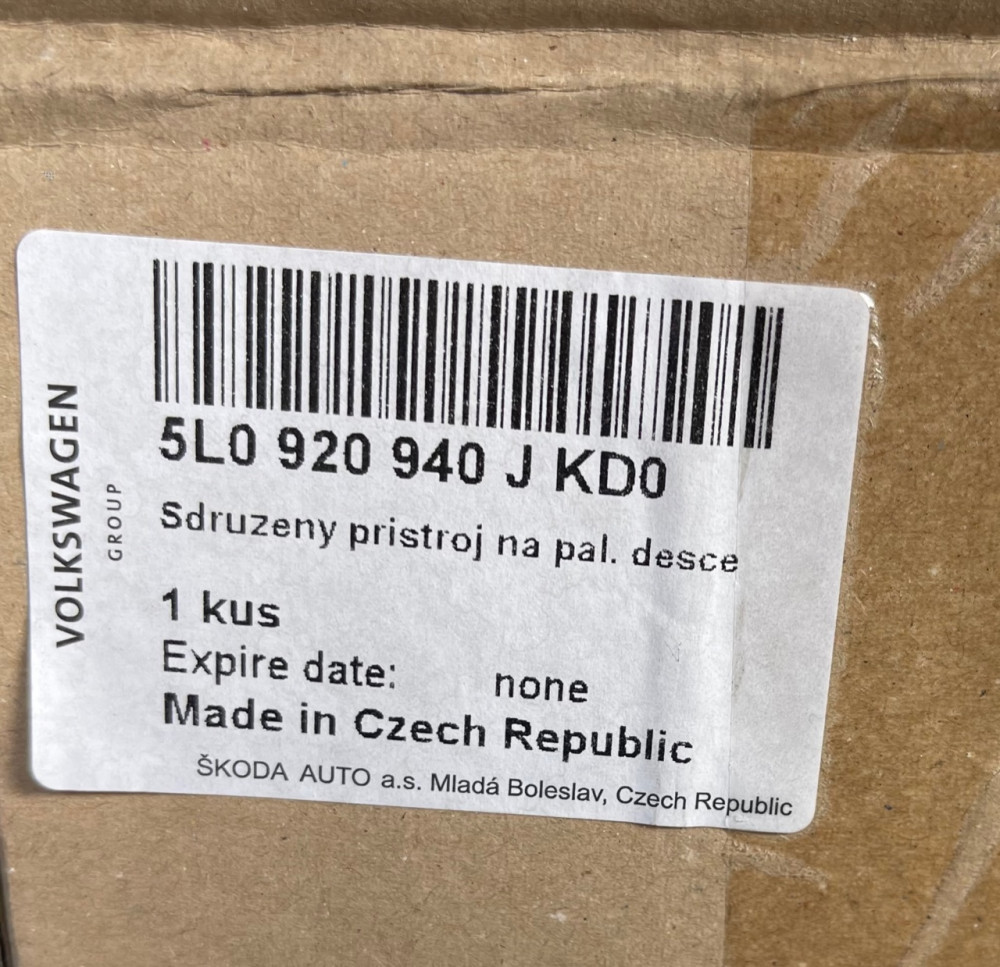 VOLKSWAGEN
GROUP
5L0 920 940 J KD0
Sdruzeny pristroj na pal. desce
1 kus
Expire date: none
Made in Czech Republic
ŠKODA AUTO a.s. Mladá Boleslav, Czech Republic